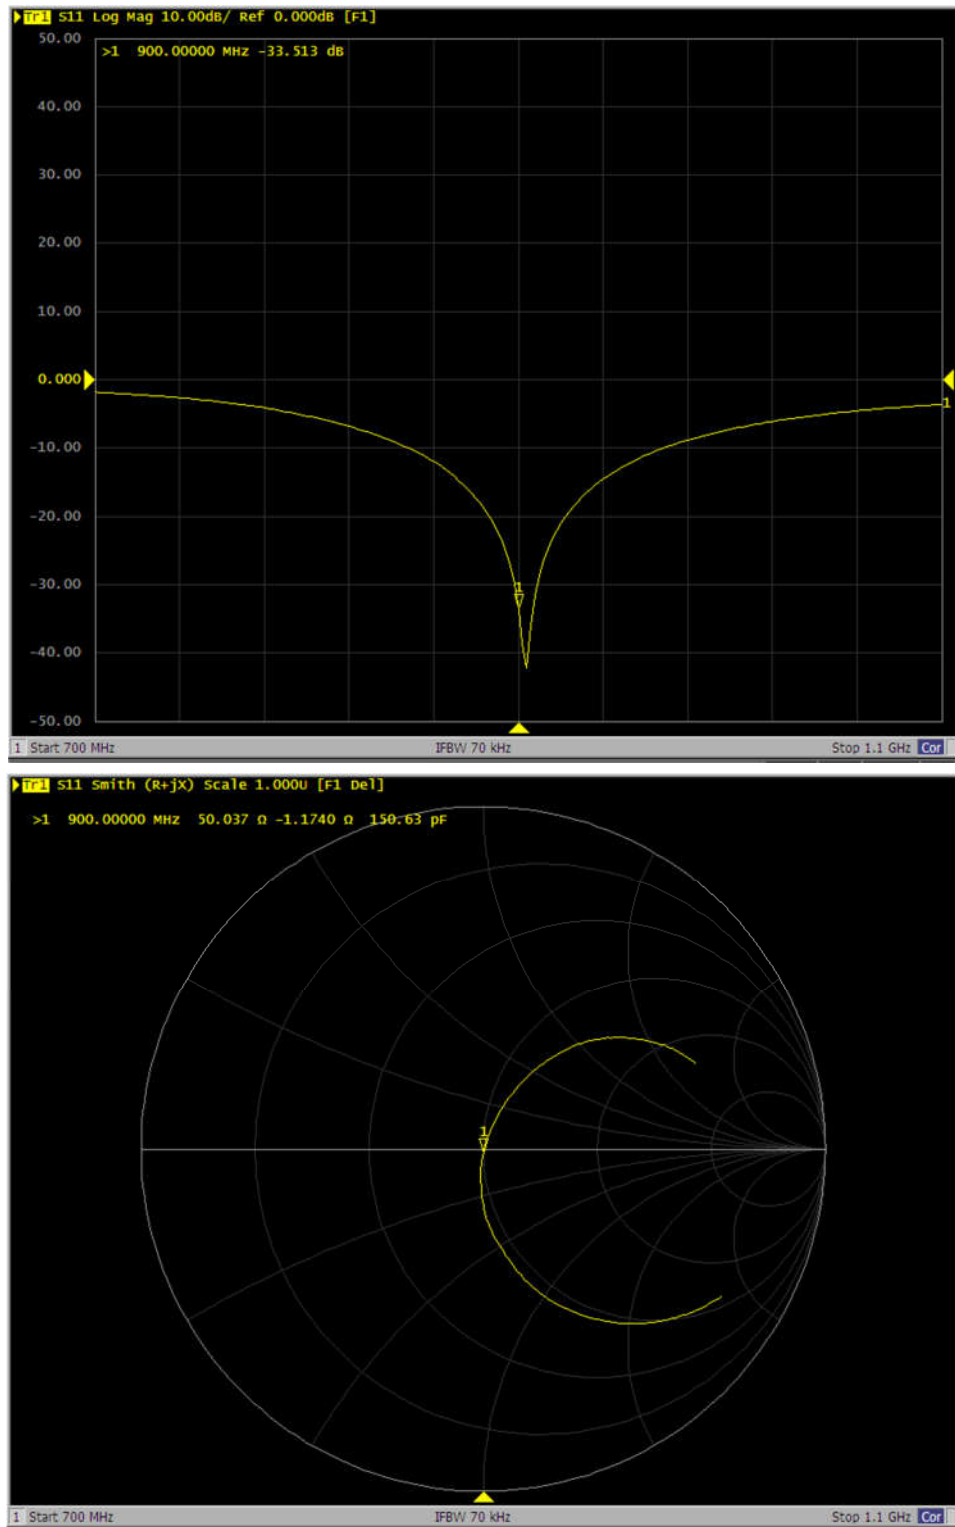 Tr1 S11 Log Mag 10.00dB/ Ref 0.000dB [F1]
50.00
>1 900.00000 MHz -33.513 dB
40.00
30.00
20.00
10.00
0.000
1
-10.00
-20.00
-30.00
1
-40.00
-50.00
1 Start 700 MHz IFBW 70 kHz Stop 1.1 GHz Cor
Tr1 S11 Smith (R+jX) Scale 1.000U [F1 Del]
>1 900.00000 MHz 50.037 Ω -1.1740 Ω 150.63 pF
1
1 Start 700 MHz IFBW 70 kHz Stop 1.1 GHz Cor